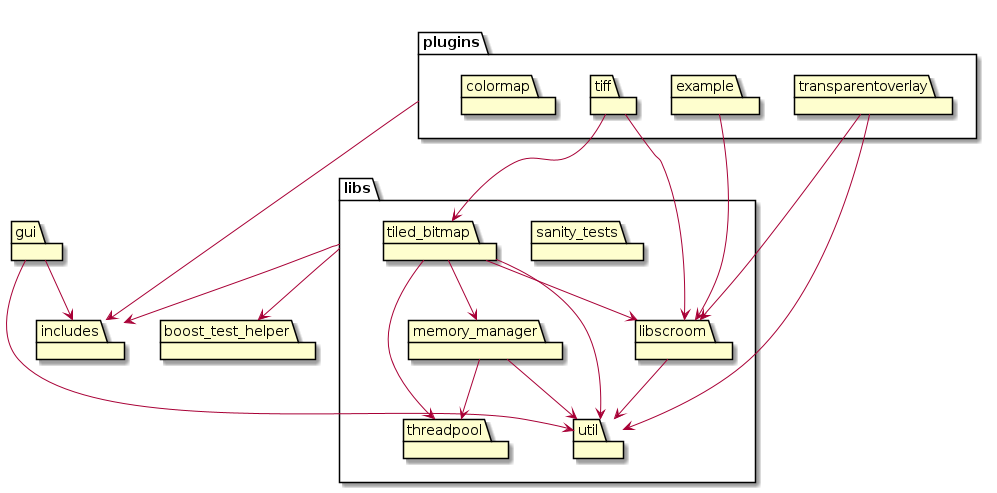 plugins
colormap
tiff
example
transparentoverlay
libs
gui
tiled_bitmap
sanity_tests
includes
boost_test_helper
memory_manager
libscroom
threadpool
util